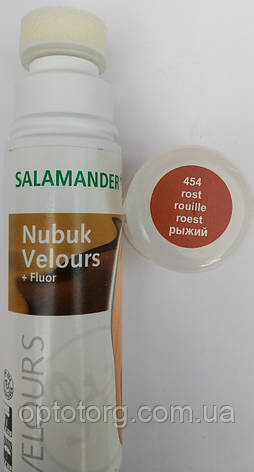 SALAMANDER
Nubuk
Velours
+ Fluor
VELOURS
454
rost
rouille
roest
рыжий
optotorg.com.ua